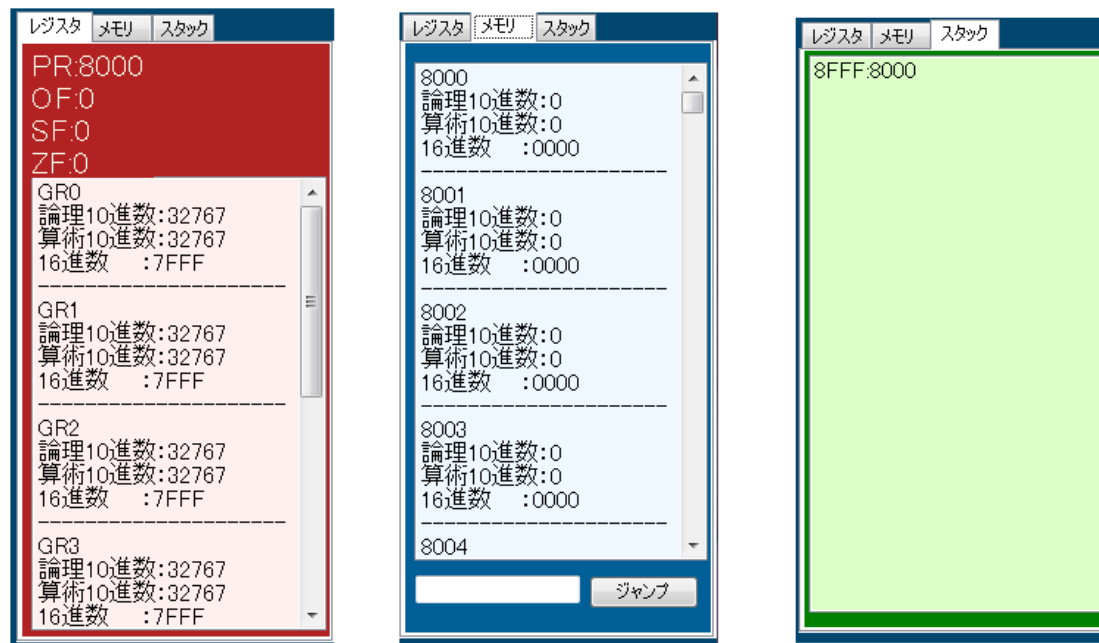 レジスタ メモリ スタック
PR:8000
OF:0
SF:0
ZF:0
GR0
論理10進数:32767
算術10進数:32767
16進数 :7FFF
---------------------
GR1
論理10進数:32767
算術10進数:32767
16進数 :7FFF
---------------------
GR2
論理10進数:32767
算術10進数:32767
16進数 :7FFF
---------------------
GR3
論理10進数:32767
算術10進数:32767
16進数 :7FFF
レジスタ メモリ スタック
8000
論理10進数:0
算術10進数:0
16進数 :0000
---------------------
8001
論理10進数:0
算術10進数:0
16進数 :0000
---------------------
8002
論理10進数:0
算術10進数:0
16進数 :0000
---------------------
8003
論理10進数:0
算術10進数:0
16進数 :0000
---------------------
8004
ジャンプ
レジスタ メモリ スタック
8FFF:8000